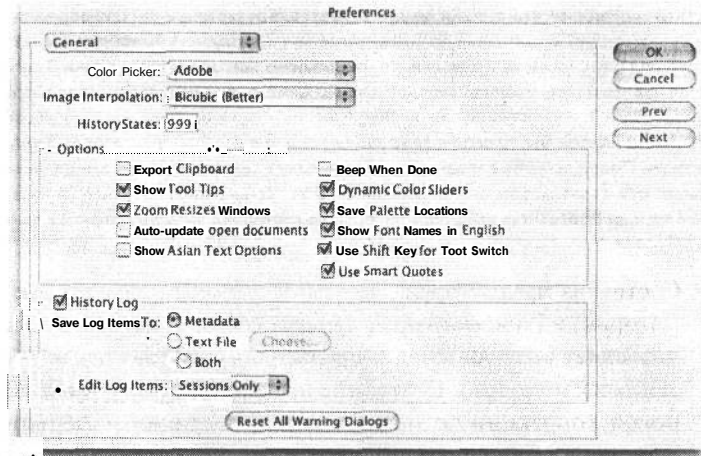 Preferences
General
OK
Color Picker: Adobe
Cancel
Image Interpolation: Bicubic (Better)
Prev
History States: 999
Next
Options
Export Clipboard
Beep When Done
Show Tool Tips
Dynamic Color Sliders
Zoom Resizes Windows
Save Palette Locations
Auto-update open documents
Show Font Names in English
Show Asian Text Options
Use Shift Key for Toot Switch
Use Smart Quotes
History Log
Save Log Items To: Metadata
Text File Choose...
Both
Edit Log Items: Sessions Only
Reset All Warning Dialogs